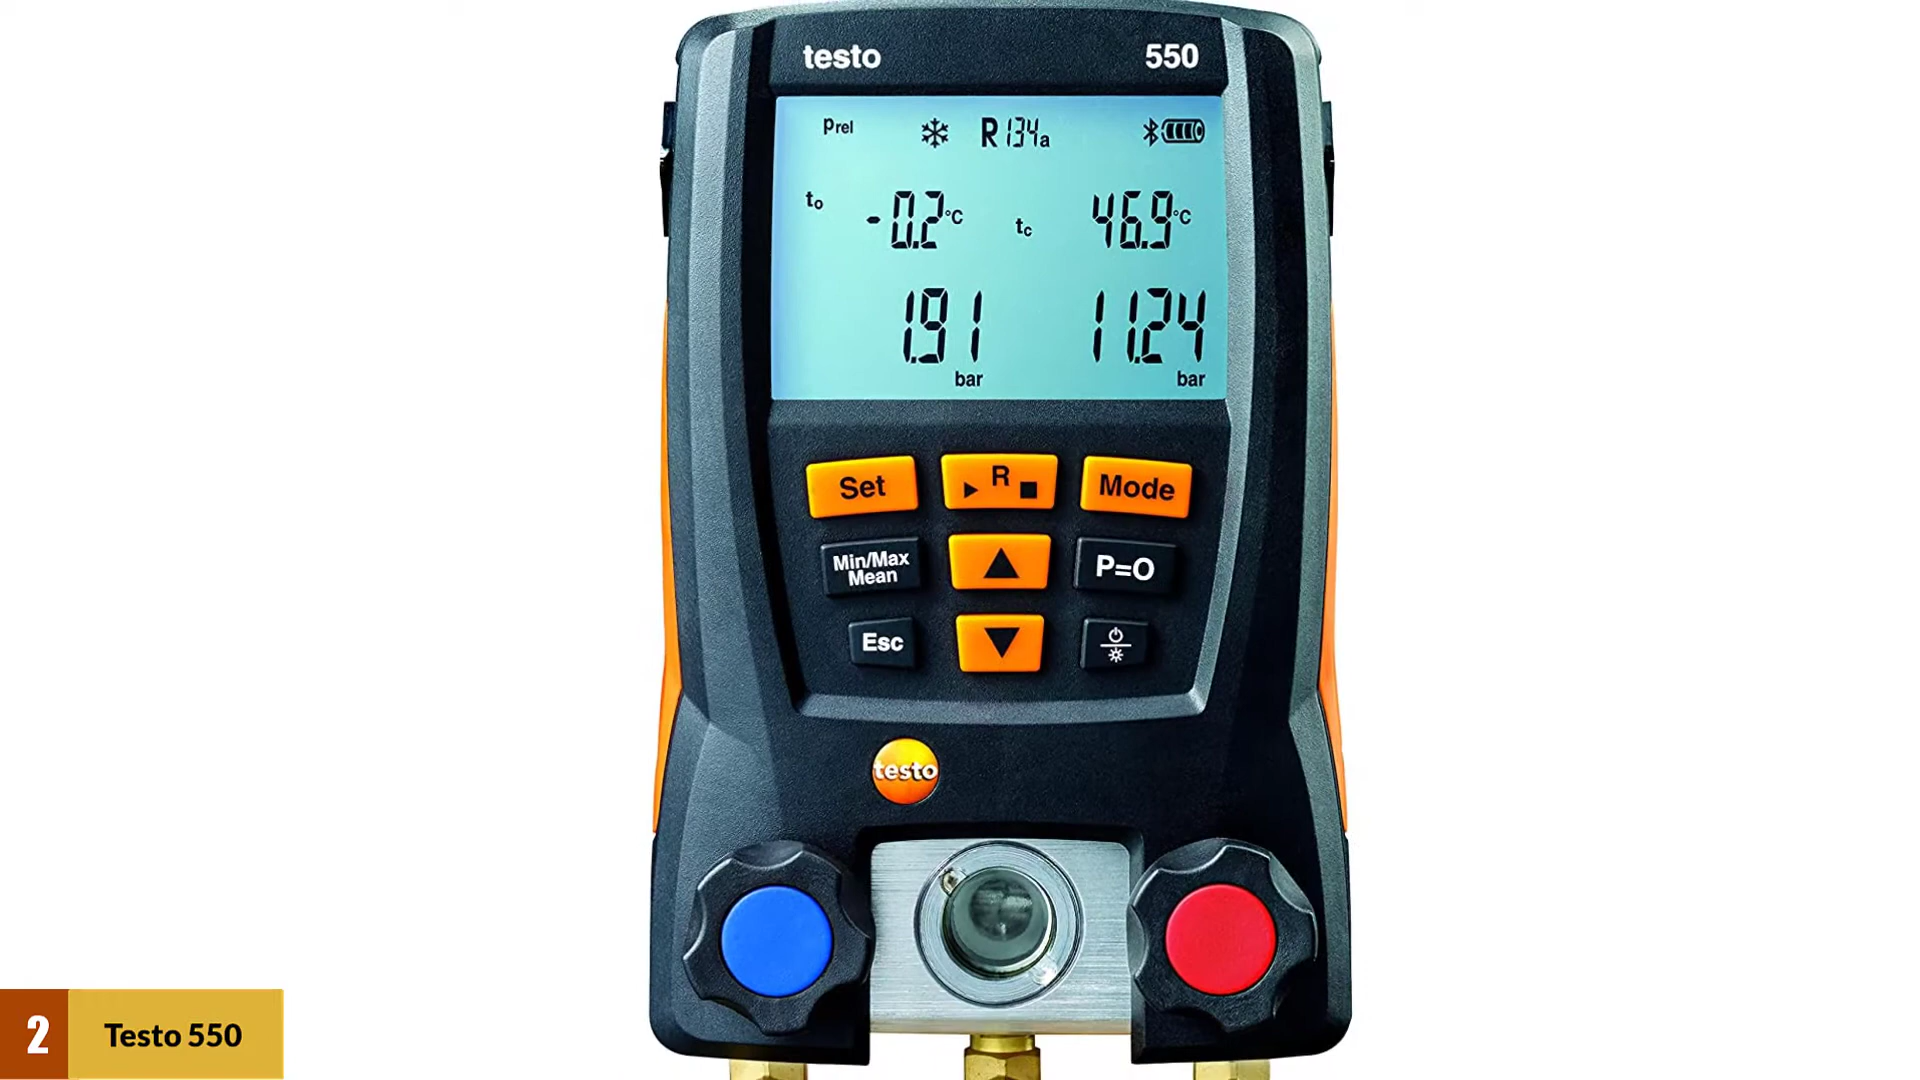 testo 550
Prel R134a
to -0.2°C tc 46.9°C
1.91 11.24
bar bar
Set R Mode
Min/Max
Mean
P=O
Esc
testo
2 Testo 550